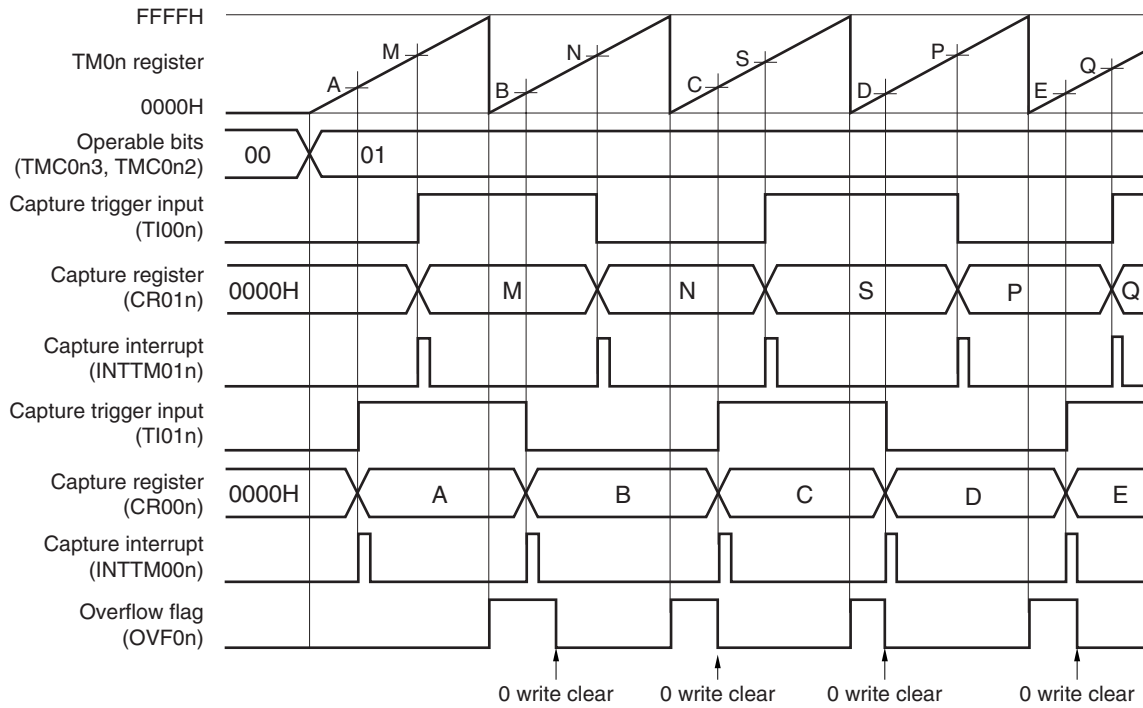 FFFFH
TM0n register
0000H
A
M
B
N
C
S
D
P
E
Q
Operable bits
(TMC0n3, TMC0n2)
00
01
Capture trigger input
(TI00n)
Capture register
(CR01n)
0000H
M
N
S
P
Q
Capture interrupt
(INTTM01n)
Capture trigger input
(TI01n)
Capture register
(CR00n)
0000H
A
B
C
D
E
Capture interrupt
(INTTM00n)
Overflow flag
(OVF0n)
0 write clear
0 write clear
0 write clear
0 write clear